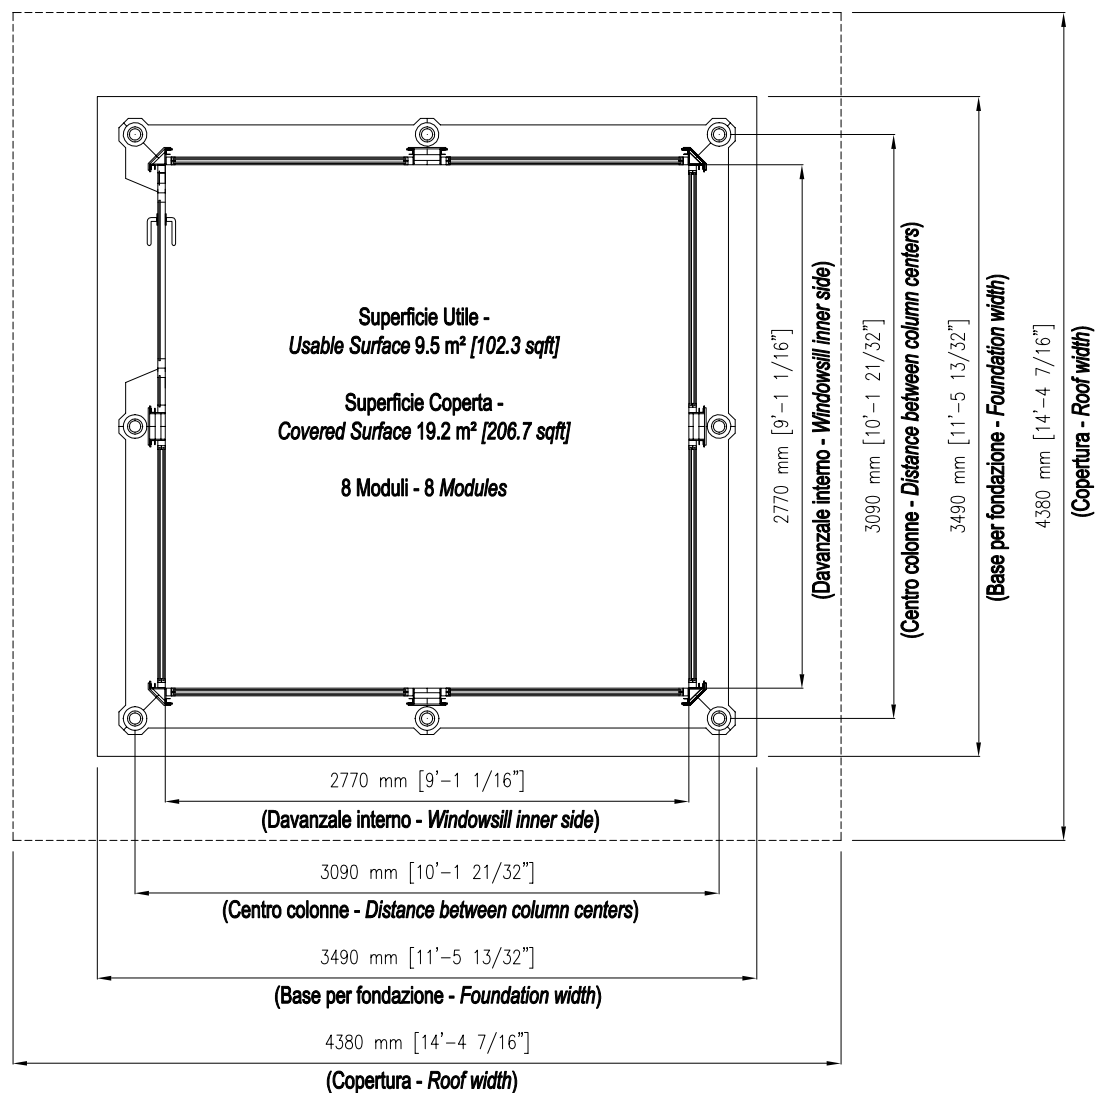 Superficie Utile -
Usable Surface 9.5 m² [102.3 sqft]
Superficie Coperta -
Covered Surface 19.2 m² [206.7 sqft]
8 Moduli - 8 Modules
2770 mm [9'-1 1/16"]
(Davanzale interno - Windowsill inner side)
3090 mm [10'-1 21/32"]
(Centro colonne - Distance between column centers)
3490 mm [11'-5 13/32"]
(Base per fondazione - Foundation width)
4380 mm [14'-4 7/16"]
(Copertura - Roof width)
2770 mm [9'-1 1/16"]
(Davanzale interno - Windowsill inner side)
3090 mm [10'-1 21/32"]
(Centro colonne - Distance between column centers)
3490 mm [11'-5 13/32"]
(Base per fondazione - Foundation width)
4380 mm [14'-4 7/16"]
(Copertura - Roof width)